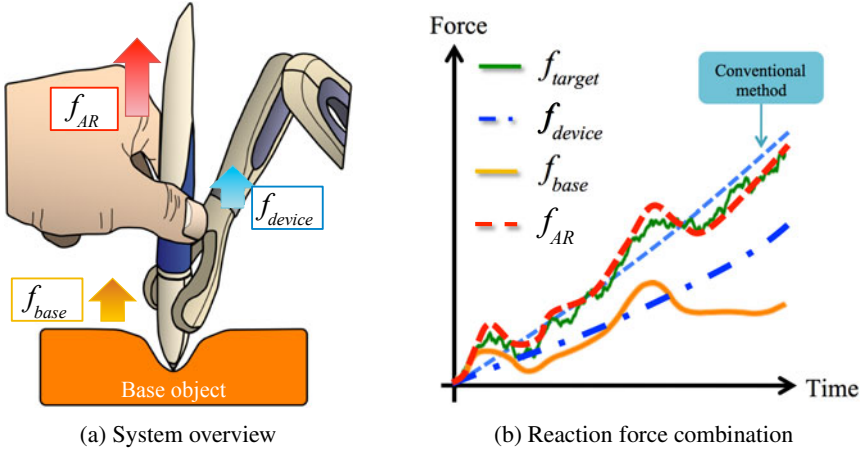 f_AR
f_device
f_base
Base object
(a) System overview
Force
f_target
f_device
f_base
f_AR
Conventional
method
Time
(b) Reaction force combination